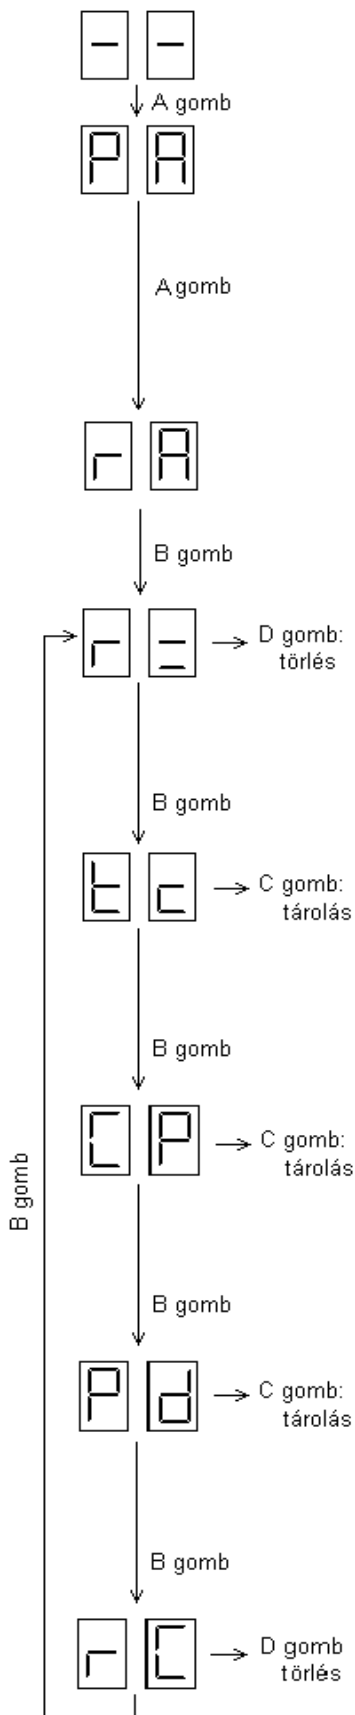 - -
A gomb
P A
A gomb
r A
B gomb
r =
D gomb:
törlés
B gomb
t c
C gomb:
tárolás
B gomb
C P
C gomb:
tárolás
B gomb
B gomb
P d
C gomb:
tárolás
B gomb
r C
D gomb
törlés